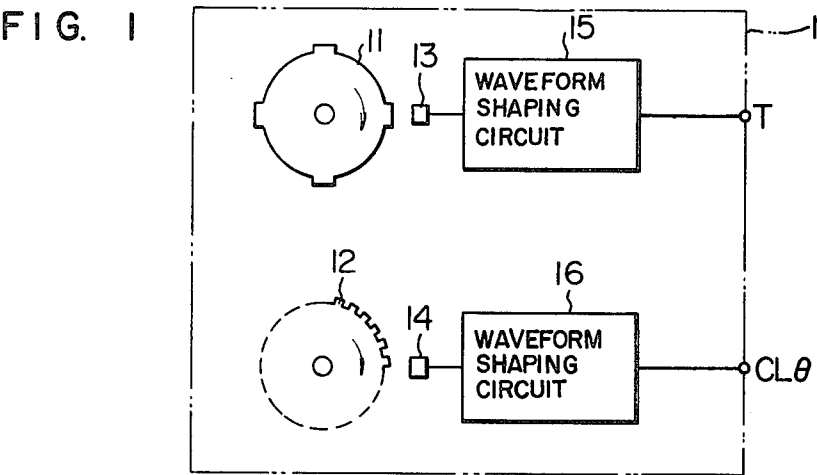 FIG. 1
1
11
13
15
WAVEFORM
SHAPING
CIRCUIT
T
12
14
16
WAVEFORM
SHAPING
CIRCUIT
CLθ